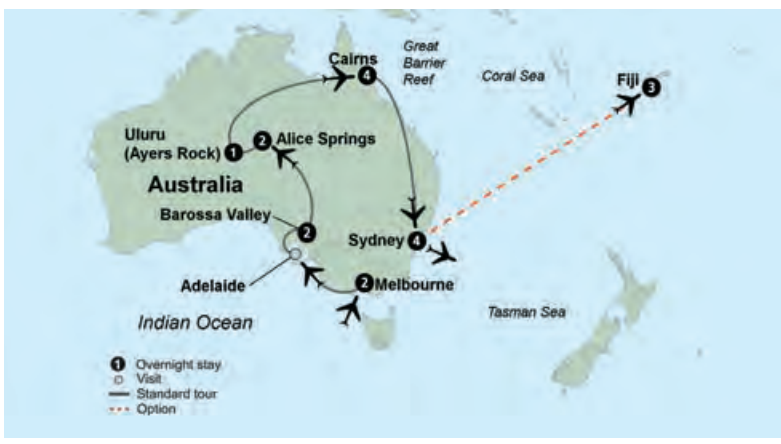 Cairns
4
Great
Barrier
Reef
Coral Sea
Fiji
3
Uluru
(Ayers Rock)
1
2
Alice Springs
Australia
Barossa Valley
2
Sydney
4
Adelaide
2
Melbourne
Indian Ocean
Tasman Sea
1 Overnight stay
Visit
Standard tour
Option